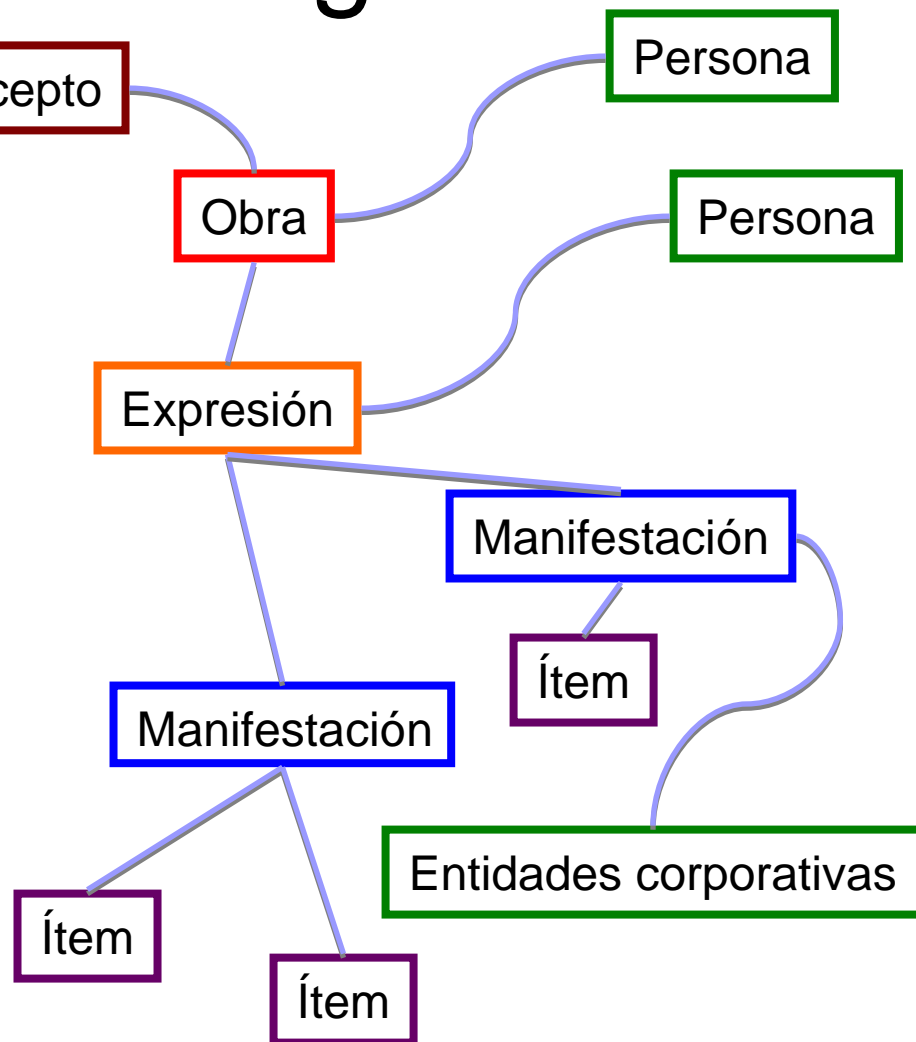 Persona
cepto
Obra
Persona
Expresión
Manifestación
Ítem
Manifestación
Entidades corporativas
Ítem
Ítem